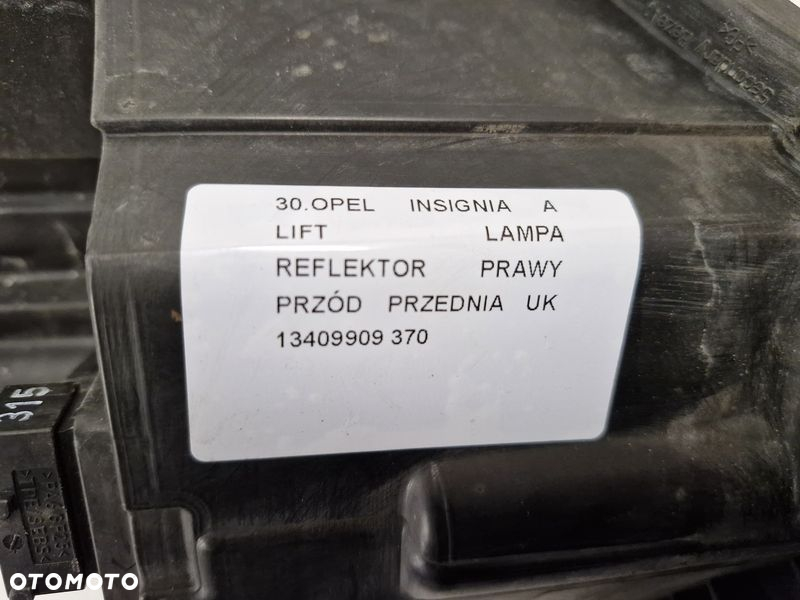 30.OPEL INSIGNIA A
LIFT LAMPA
REFLEKTOR PRAWY
PRZÓD PRZEDNIA UK
13409909 370
315
OTOMOTO